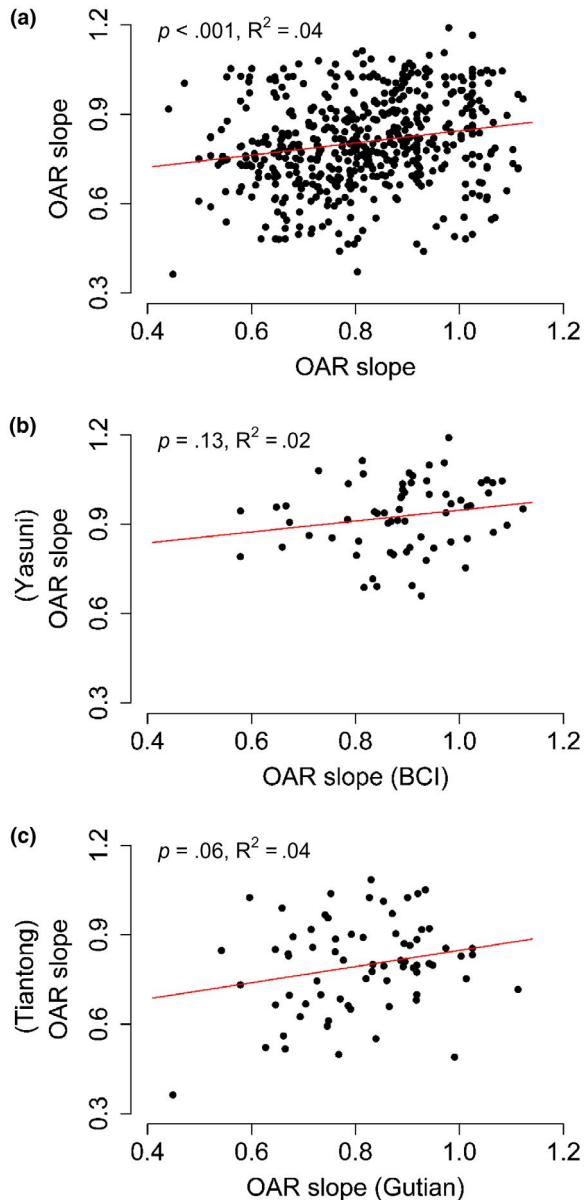 (a)
p < .001, R² = .04
1.2
0.9
0.6
0.3
OAR slope
0.4 0.6 0.8 1.0 1.2
OAR slope
(b)
p = .13, R² = .02
1.2
0.9
0.6
0.3
(Yasuni)
OAR slope
0.4 0.6 0.8 1.0 1.2
OAR slope (BCI)
(c)
p = .06, R² = .04
1.2
0.9
0.6
0.3
(Tiantong)
OAR slope
0.4 0.6 0.8 1.0 1.2
OAR slope (Gutian)